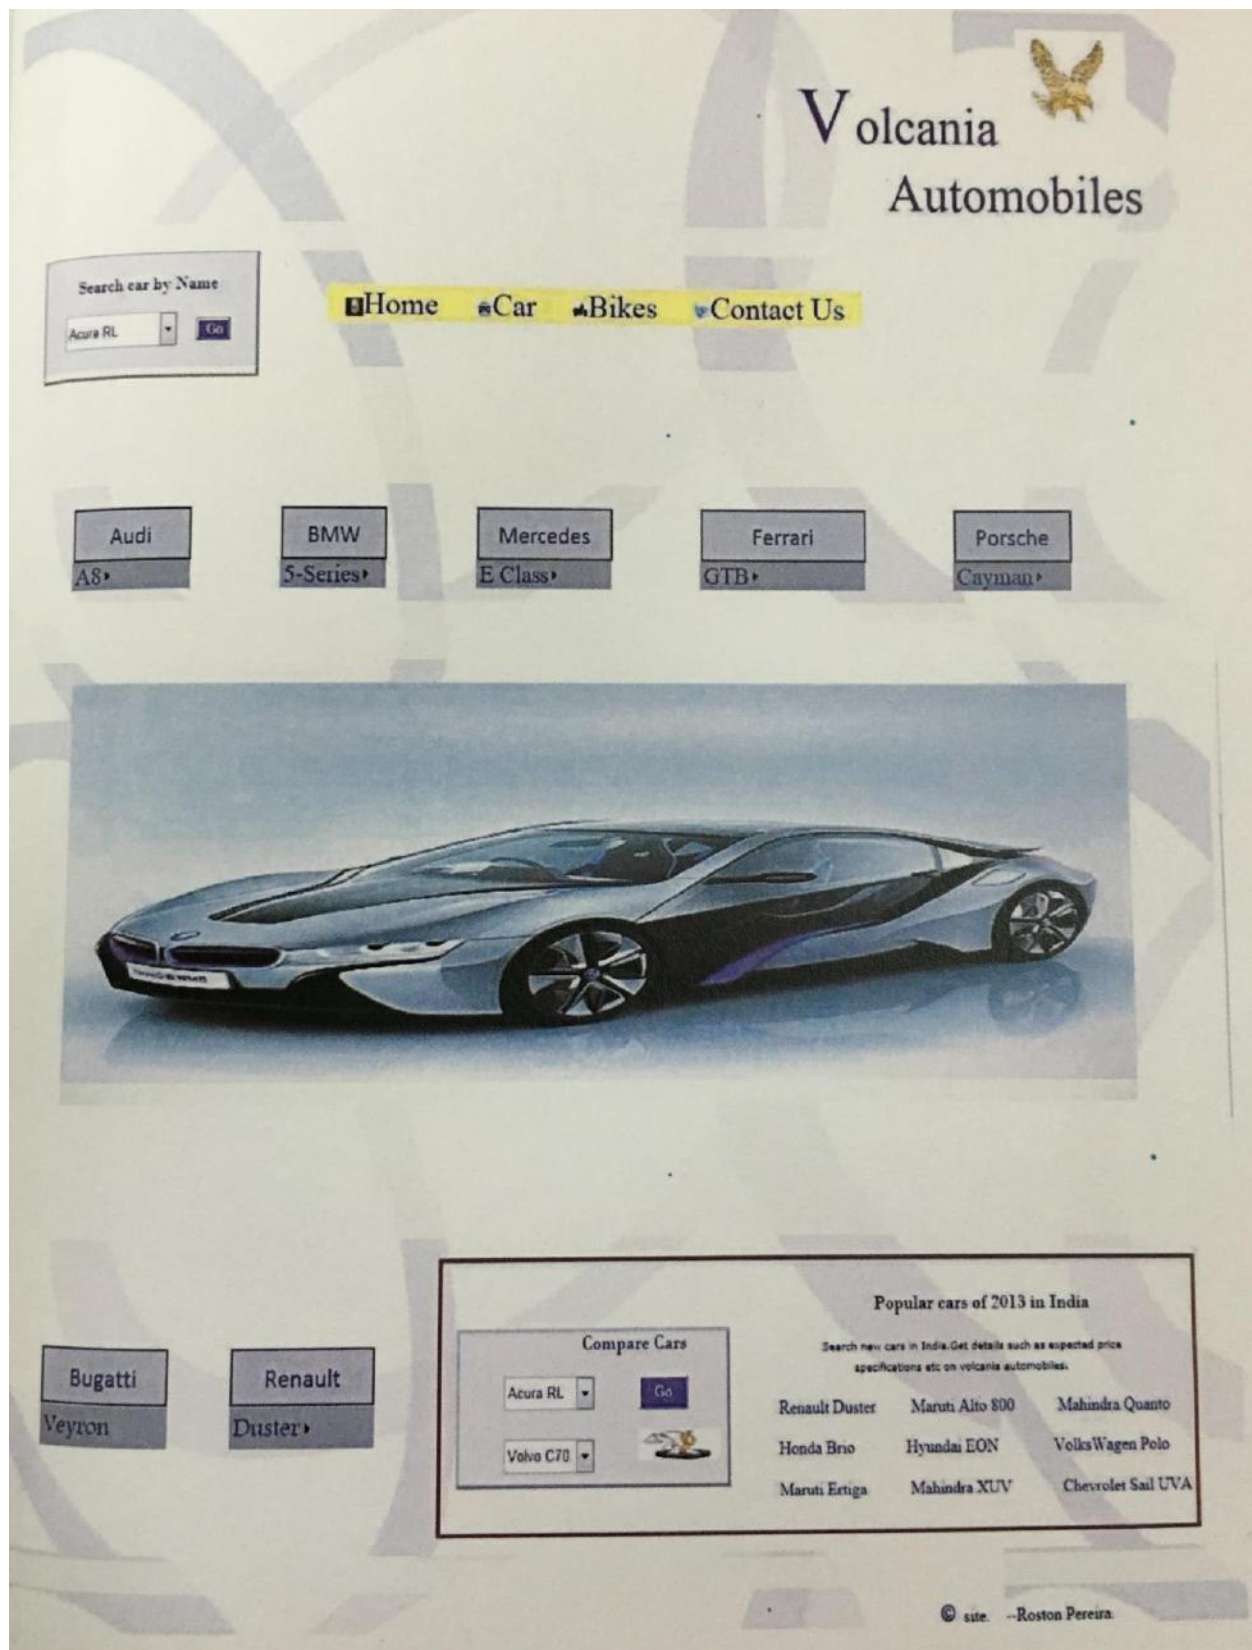 Volcania
Automobiles
Search car by Name
Acura RL Go
Home Car Bikes Contact Us
Audi BMW Mercedes Ferrari Porsche
A8 5-Series E Class GTB Cayman
Popular cars of 2013 in India
Compare Cars
Search new cars in India.Get details such as expected price
specifications etc on volcania automobiles.
Bugatti Renault
Acura RL Go
Renault Duster Maruti Alto 800 Mahindra Quanto
Veyron Duster
Volvo C70
Honda Brio Hyundai EON VolksWagen Polo
Maruti Ertiga Mahindra XUV Chevrolet Sail UVA
© site. --Roston Pereira